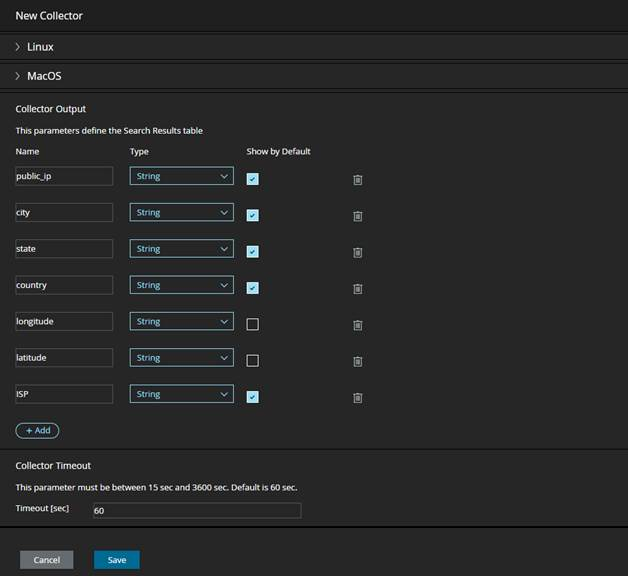 New Collector
Linux
MacOS
Collector Output
This parameters define the Search Results table
Name Type Show by Default
public_ip String
city String
state String
country String
longitude String
latitude String
ISP String
+ Add
Collector Timeout
This parameter must be between 15 sec and 3600 sec. Default is 60 sec.
Timeout [sec] 60
Cancel Save